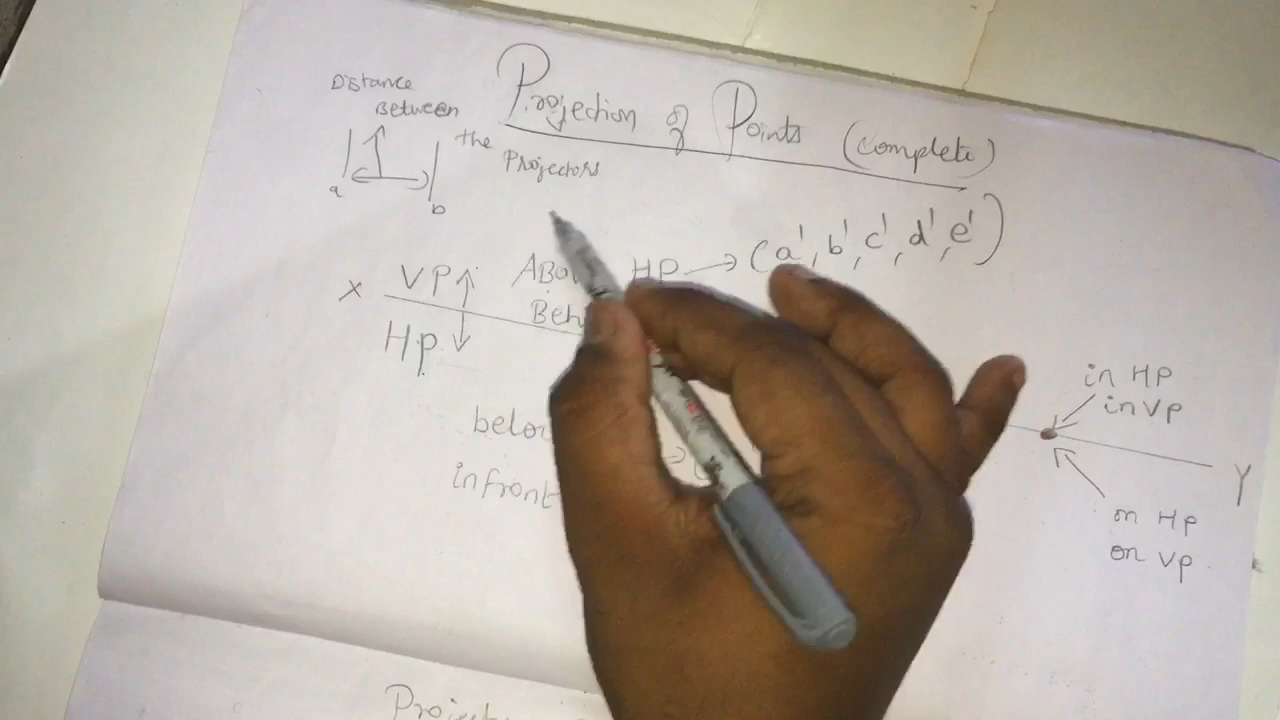 Projection of Points (Complete)
Distance
Between
the
Projectors
a
b
HP → (a', b', c', d', e')
X VP ↑
Hp ↓
in HP
in VP
Y
on Hp
on Vp
infront